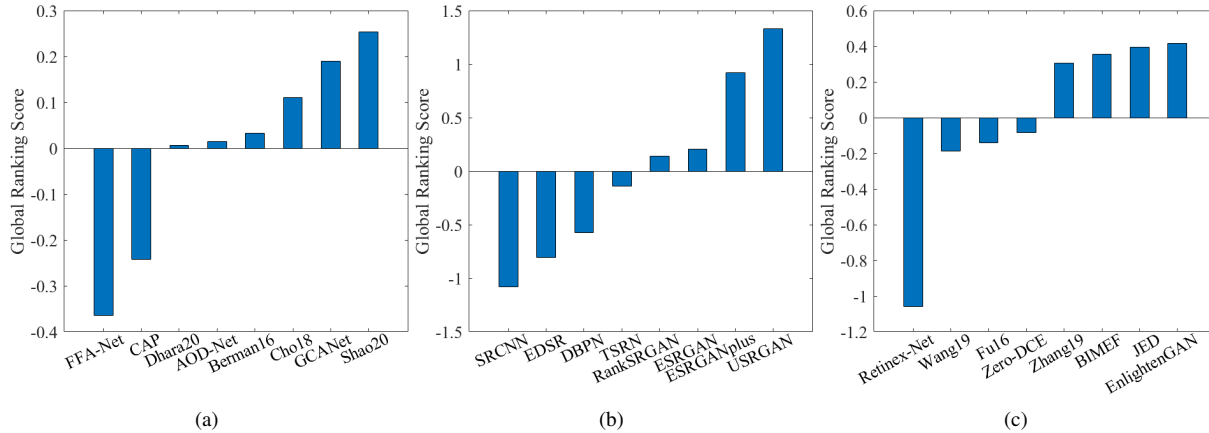 Global Ranking Score
0.3
0.2
0.1
0
-0.1
-0.2
-0.3
-0.4
FFA-Net
CAP
Dhara20
AOD-Net
Berman16
Cho18
GCANet
Shao20
(a)
Global Ranking Score
1.5
1
0.5
0
-0.5
-1
-1.5
SRCNN
EDSR
DBPN
TSRN
RankSRGAN
ESRGAN
ESRGANplus
USRGAN
(b)
Global Ranking Score
0.6
0.4
0.2
0
-0.2
-0.4
-0.6
-0.8
-1
-1.2
Retinex-Net
Wang19
Fu16
Zero-DCE
Zhang19
BIMEF
JED
EnlightenGAN
(c)